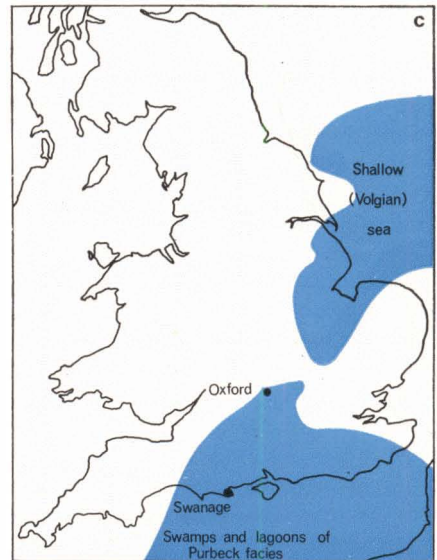 c
Shallow
(Volgian)
sea
Oxford
Swanage
Swamps and lagoons of
Purbeck facies